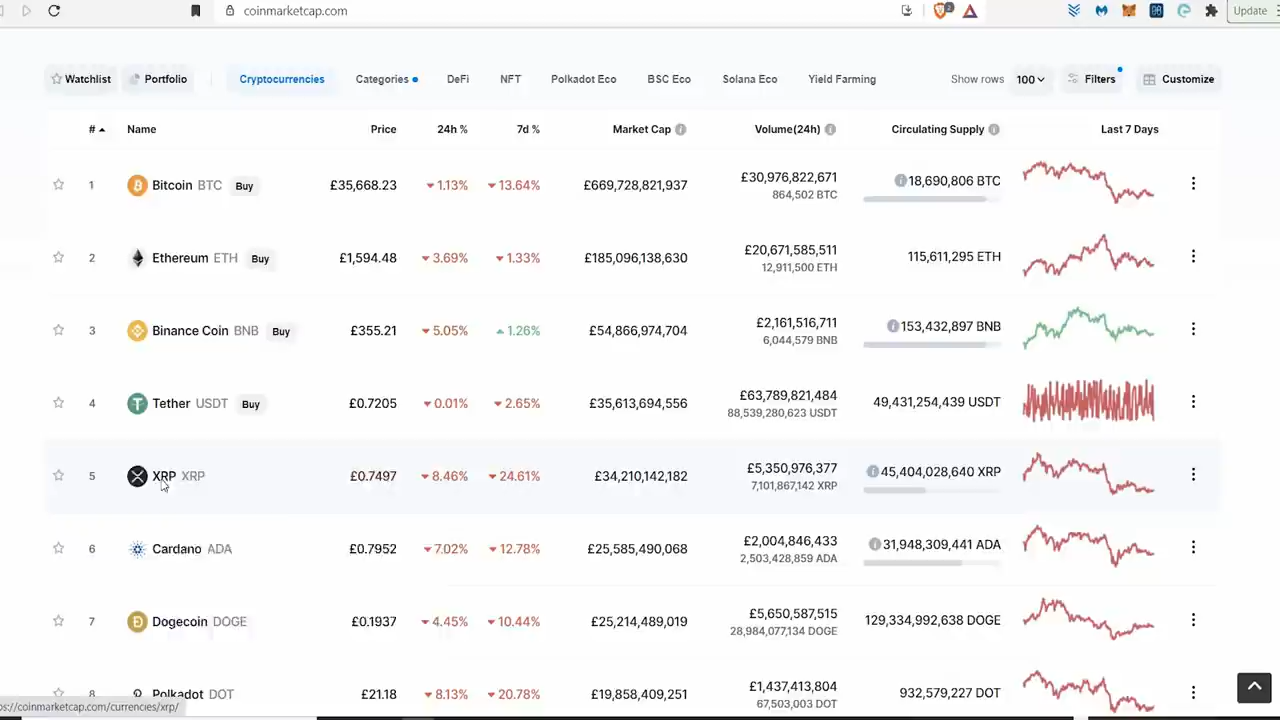 coinmarketcap.com
2
Update
Watchlist
Portfolio
Cryptocurrencies
Categories
DeFi
NFT
Polkadot Eco
BSC Eco
Solana Eco
Yield Farming
Show rows
100
Filters
Customize
# Name Price 24h % 7d % Market Cap Volume(24h) Circulating Supply Last 7 Days
1 Bitcoin BTC Buy £35,668.23 1.13% 13.64% £669,728,821,937 £30,976,822,671 18,690,806 BTC
864,502 BTC
2 Ethereum ETH Buy £1,594.48 3.69% 1.33% £185,096,138,630 £20,671,585,511 115,611,295 ETH
12,911,500 ETH
3 Binance Coin BNB Buy £355.21 5.05% 1.26% £54,866,974,704 £2,161,516,711 153,432,897 BNB
6,044,579 BNB
4 Tether USDT Buy £0.7205 0.01% 2.65% £35,613,694,556 £63,789,821,484 49,431,254,439 USDT
88,539,280,623 USDT
5 XRP XRP £0.7497 8.46% 24.61% £34,210,142,182 £5,350,976,377 45,404,028,640 XRP
7,101,867,142 XRP
6 Cardano ADA £0.7952 7.02% 12.78% £25,585,490,068 £2,004,846,433 31,948,309,441 ADA
2,503,428,859 ADA
7 Dogecoin DOGE £0.1937 4.45% 10.44% £25,214,489,019 £5,650,587,515 129,334,992,638 DOGE
28,984,077,134 DOGE
8 Polkadot DOT £21.18 8.13% 20.78% £19,858,409,251 £1,437,413,804 932,579,227 DOT
67,503,003 DOT
ps://coinmarketcap.com/currencies/xrp/